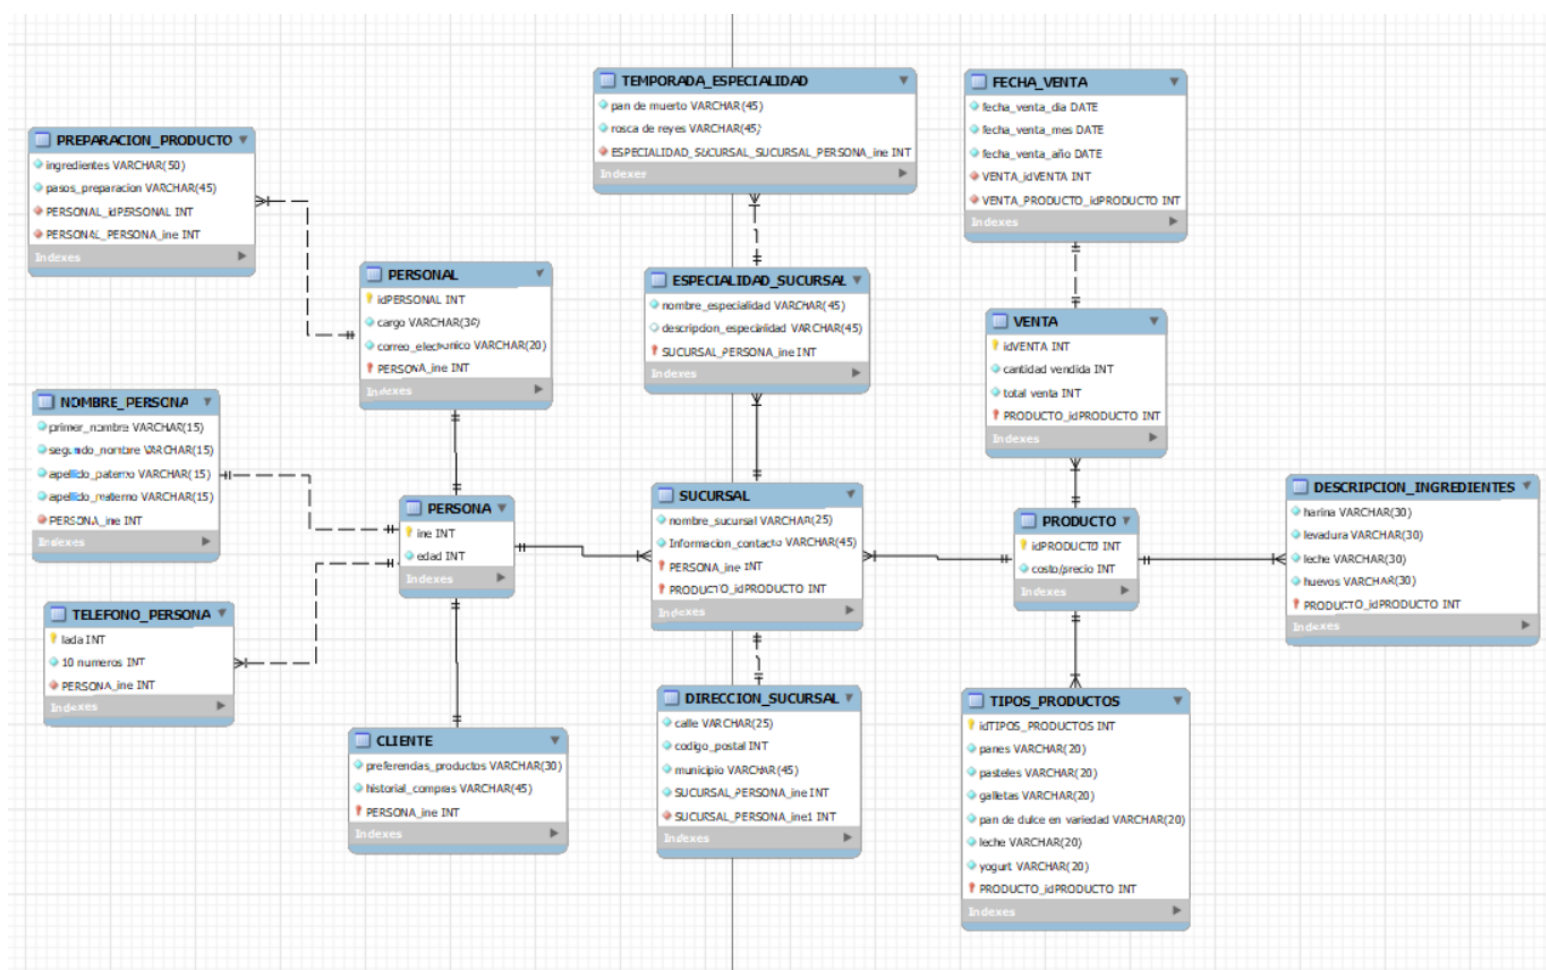 TEMPORADA_ESPECIALIDAD
pan de muerto VARCHAR(45)
rosca de reyes VARCHAR(45)
ESPECIALIDAD_SUCURSAL_SUCURSAL_PERSONA_ine INT
Indexer
FECHA_VENTA
fecha_venta_dia DATE
fecha_venta_mes DATE
fecha_venta_año DATE
VENTA_idVENTA INT
VENTA_PRODUCTO_idPRODUCTO INT
Indexes
PREPARACION_PRODUCTO
ingredientes VARCHAR(50)
pasos_preparacion VARCHAR(45)
PERSONAL_idPERSONAL INT
PERSONAL_PERSONA_ine INT
Indexes
PERSONAL
idPERSONAL INT
cargo VARCHAR(30)
correo_electronico VARCHAR(20)
PERSONA_ine INT
Indexes
ESPECIALIDAD_SUCURSAL
nombre_especialidad VARCHAR(45)
descripcion_especialidad VARCHAR(45)
SUCURSAL_PERSONA_ine INT
Indexes
VENTA
idVENTA INT
cantidad vendida INT
total venta INT
PRODUCTO_idPRODUCTO INT
Indexes
NOMBRE_PERSONA
primer_nombre VARCHAR(15)
segundo_nombre VARCHAR(15)
apellido_paterno VARCHAR(15)
apellido_materno VARCHAR(15)
PERSONA_ine INT
Indexes
PERSONA
ine INT
edad INT
Indexes
SUCURSAL
nombre_sucursal VARCHAR(25)
Informacion_contacto VARCHAR(45)
PERSONA_ine INT
PRODUCTO_idPRODUCTO INT
Indexes
PRODUCTO
idPRODUCTO INT
costo/precio INT
Indexes
DESCRIPCION_INGREDIENTES
harina VARCHAR(30)
levadura VARCHAR(30)
leche VARCHAR(30)
huevos VARCHAR(30)
PRODUCTO_idPRODUCTO INT
Indexes
TELEFONO_PERSONA
lada INT
10 numeros INT
PERSONA_ine INT
Indexes
CLIENTE
preferencias_productos VARCHAR(30)
historial_compras VARCHAR(45)
PERSONA_ine INT
Indexes
DIRECCION_SUCURSAL
calle VARCHAR(25)
codigo_postal INT
municipio VARCHAR(45)
SUCURSAL_PERSONA_ine INT
SUCURSAL_PERSONA_ine1 INT
Indexes
TIPOS_PRODUCTOS
idTIPOS_PRODUCTOS INT
panes VARCHAR(20)
pasteles VARCHAR(20)
galletas VARCHAR(20)
pan de dulce en variedad VARCHAR(20)
leche VARCHAR(20)
yogurt VARCHAR(20)
PRODUCTO_idPRODUCTO INT
Indexes